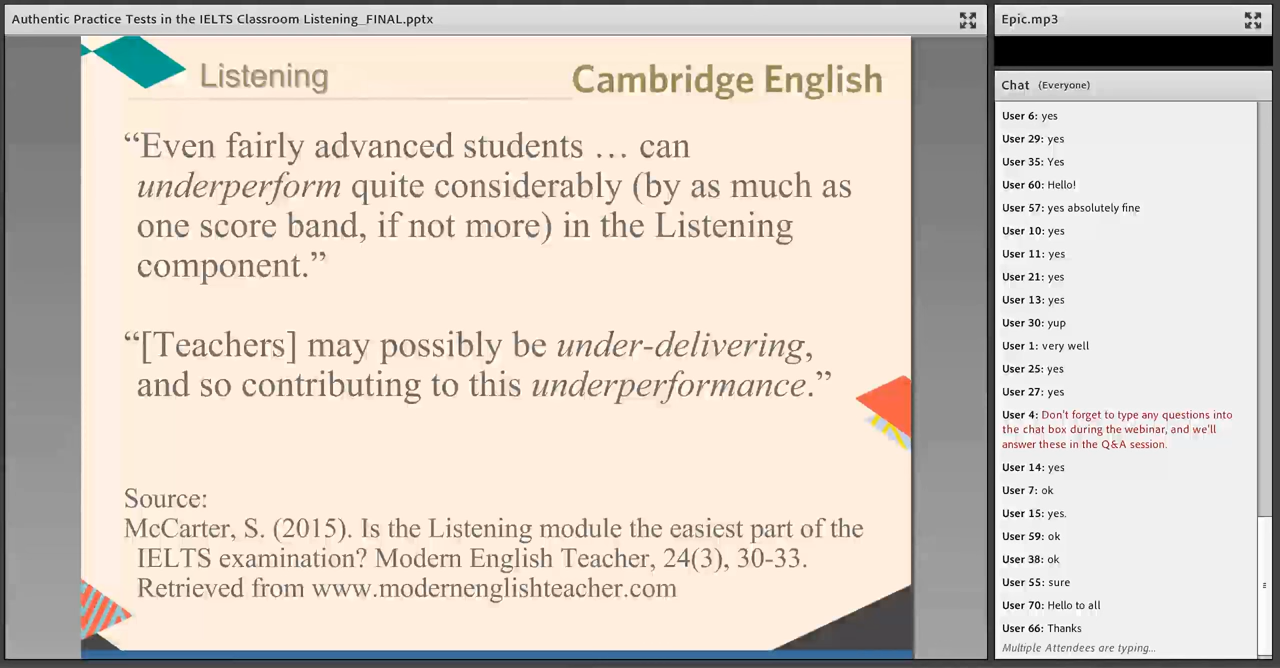 Authentic Practice Tests in the IELTS Classroom Listening_FINAL.pptx
Listening
Cambridge English
“Even fairly advanced students … can
underperform quite considerably (by as much as
one score band, if not more) in the Listening
component.”
“[Teachers] may possibly be under-delivering,
and so contributing to this underperformance.”
Source:
McCarter, S. (2015). Is the Listening module the easiest part of the
IELTS examination? Modern English Teacher, 24(3), 30-33.
Retrieved from www.modernenglishteacher.com
Epic.mp3
Chat (Everyone)
User 6: yes
User 29: yes
User 35: Yes
User 60: Hello!
User 57: yes absolutely fine
User 10: yes
User 11: yes
User 21: yes
User 13: yes
User 30: yup
User 1: very well
User 25: yes
User 27: yes
User 4: Don't forget to type any questions into
the chat box during the webinar, and we'll
answer these in the Q&A session.
User 14: yes
User 7: ok
User 15: yes.
User 59: ok
User 38: ok
User 55: sure
User 70: Hello to all
User 66: Thanks
Multiple Attendees are typing...